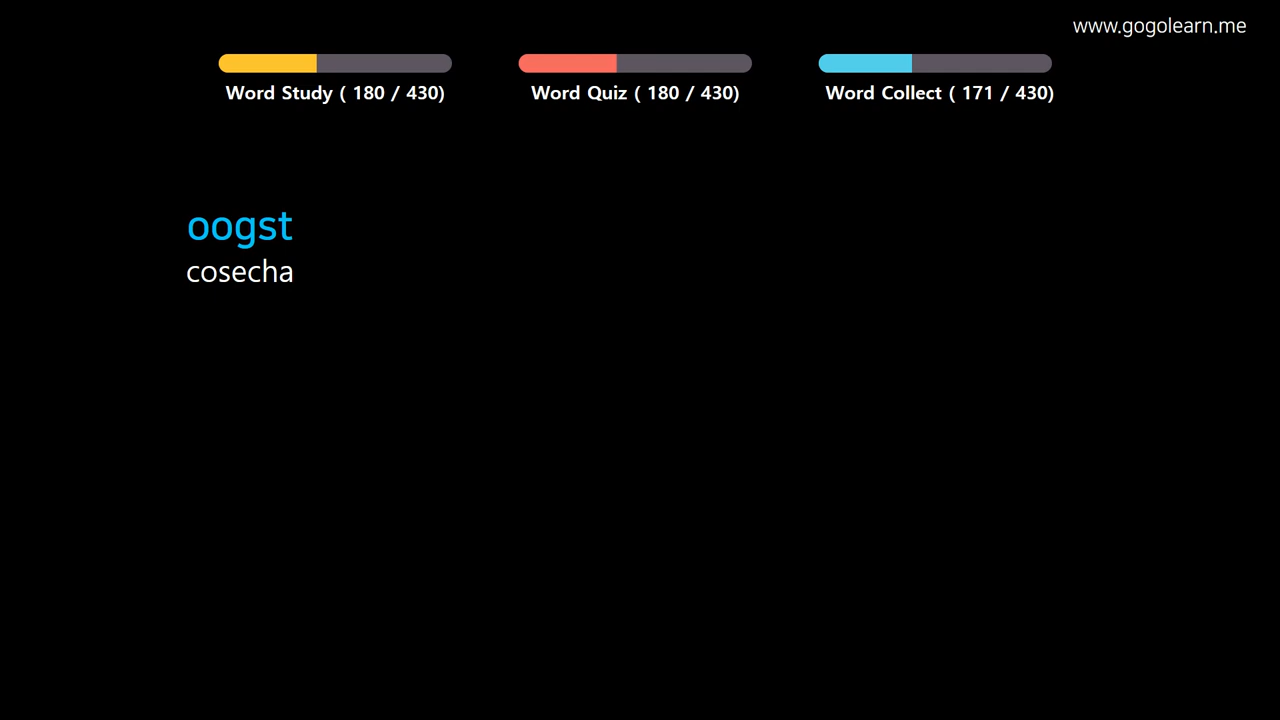 www.gogolearn.me
Word Study ( 180 / 430)
Word Quiz ( 180 / 430)
Word Collect ( 171 / 430)
oogst
cosecha